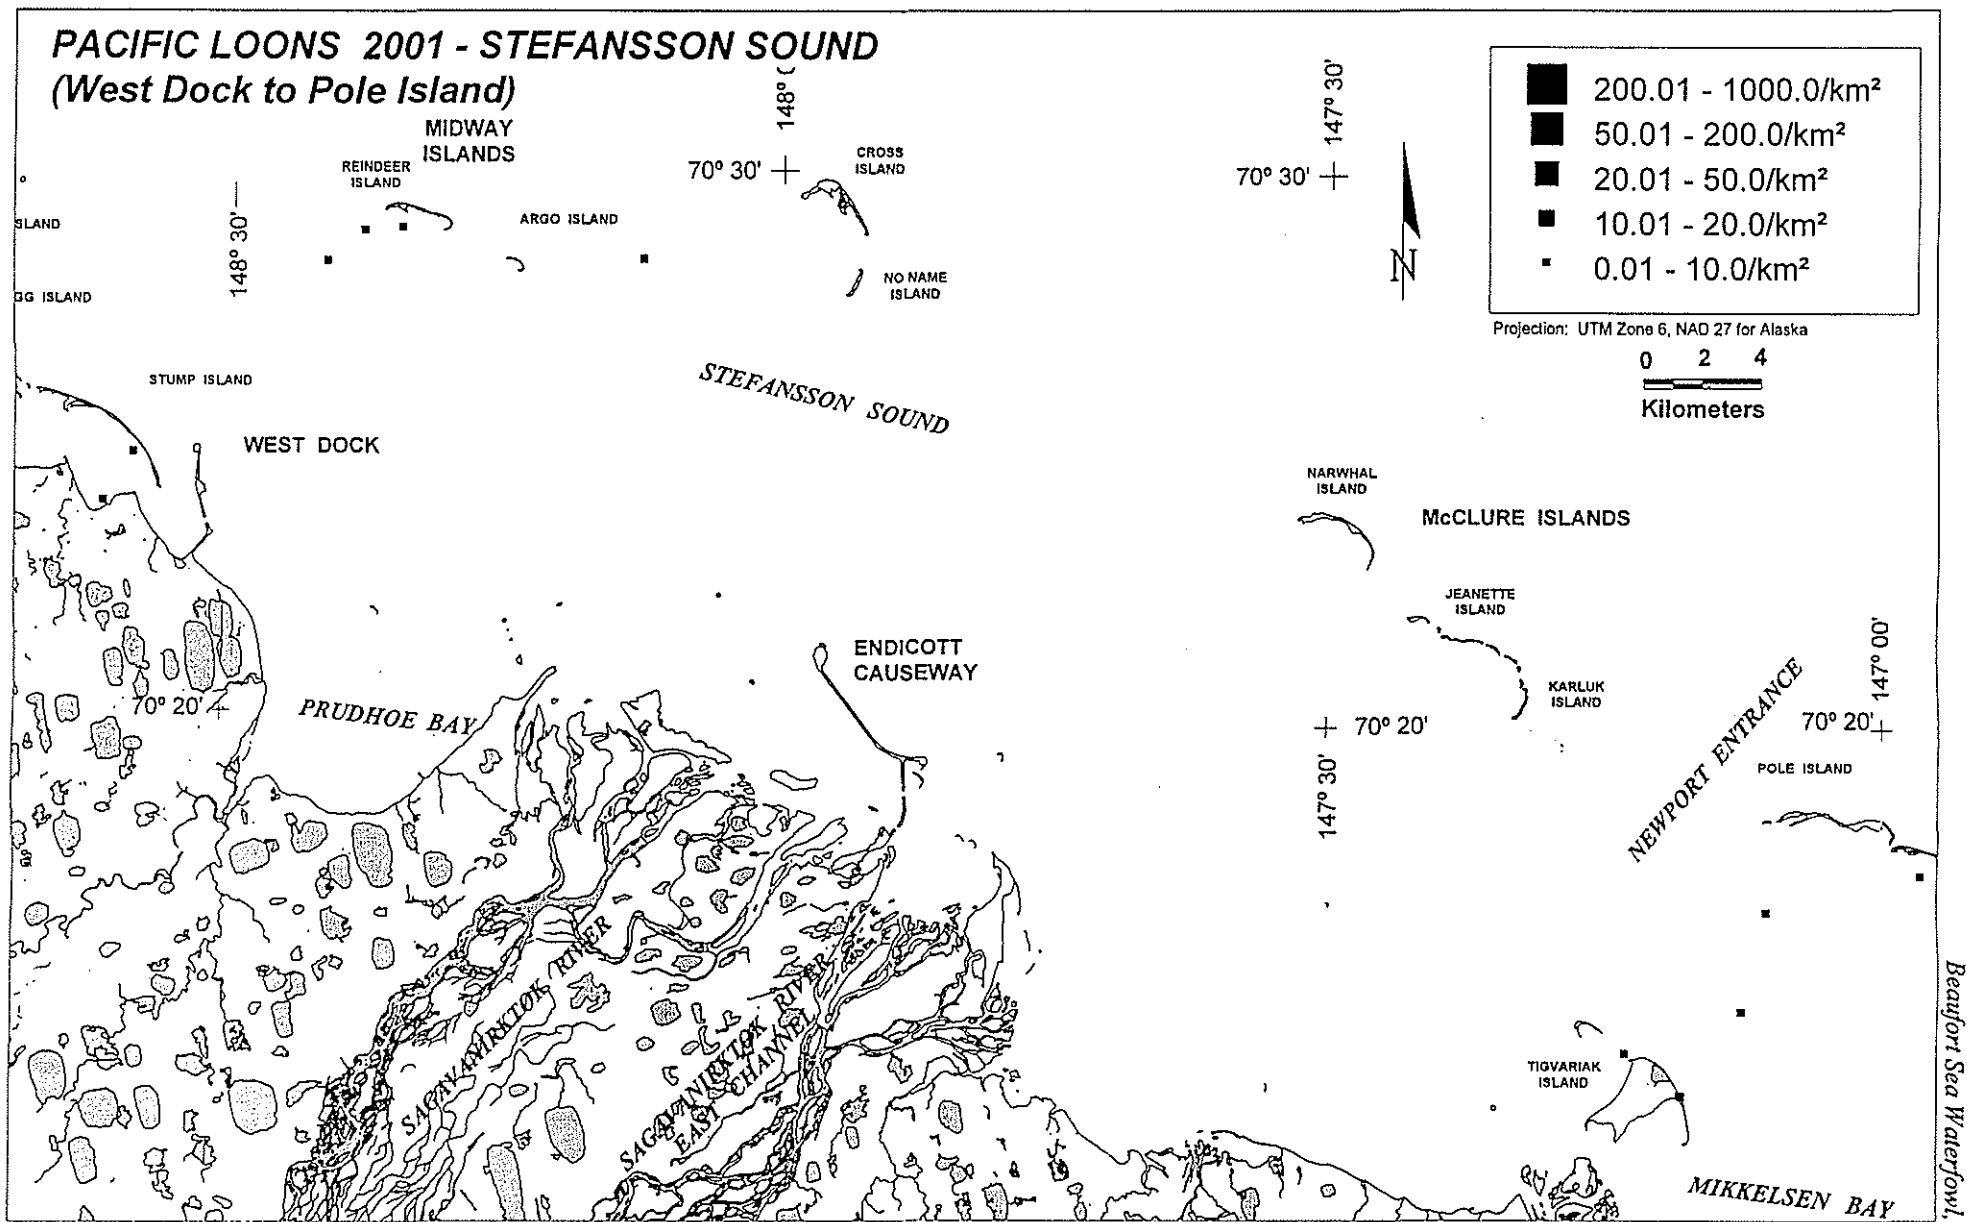 PACIFIC LOONS 2001 - STEFANSSON SOUND
(West Dock to Pole Island)
MIDWAY
ISLANDS
REINDEER
ISLAND
148°
70° 30'
CROSS
ISLAND
147° 30'
70° 30'
200.01 - 1000.0/km²
50.01 - 200.0/km²
20.01 - 50.0/km²
10.01 - 20.0/km²
0.01 - 10.0/km²
Projection: UTM Zone 6, NAD 27 for Alaska
0 2 4
Kilometers
N
SLAND
148° 30'
ARGO ISLAND
GG ISLAND
NO NAME
ISLAND
STUMP ISLAND
STEFANSSON SOUND
WEST DOCK
NARWHAL
ISLAND
McCLURE ISLANDS
JEANETTE
ISLAND
ENDICOTT
CAUSEWAY
KARLUK
ISLAND
147° 00'
70° 20'
PRUDHOE BAY
70° 20'
147° 30'
NEWPORT ENTRANCE
70° 20'
POLE ISLAND
SAGAVANIRKTOK RIVER
SAGAVANIRKTOK RIVER
EAST CHANNEL
TIGVARIAK
ISLAND
MIKKELSEN BAY
Beaufort Sea Waterfowl,